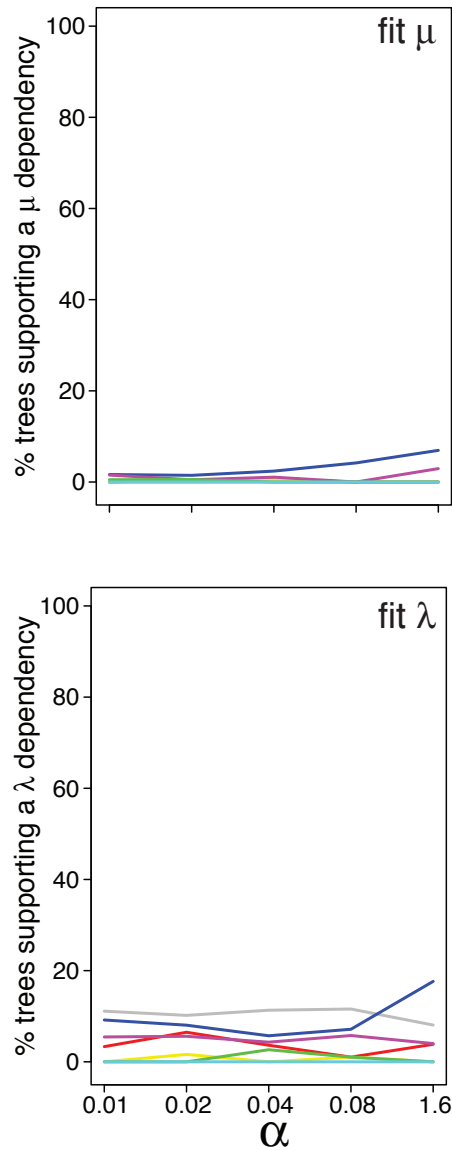 fit μ
% trees supporting a μ dependency
100
80
60
40
20
0
fit λ
% trees supporting a λ dependency
100
80
60
40
20
0
0.01 0.02 0.04 0.08 1.6
α